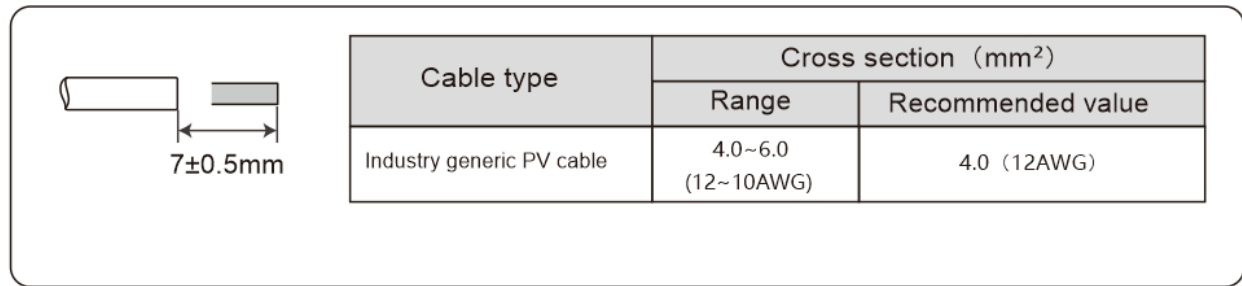 7±0.5mm
Cable type
Cross section（mm²）
Range
Recommended value
Industry generic PV cable
4.0~6.0
(12~10AWG)
4.0（12AWG）